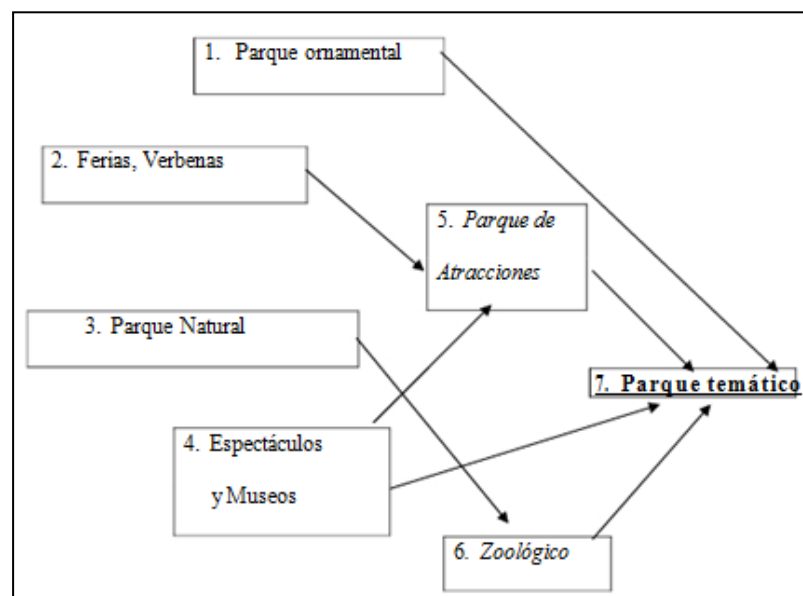 1. Parque ornamental
2. Ferias, Verbenas
5. Parque de
Atracciones
3. Parque Natural
7. Parque temático
4. Espectáculos
y Museos
6. Zoológico